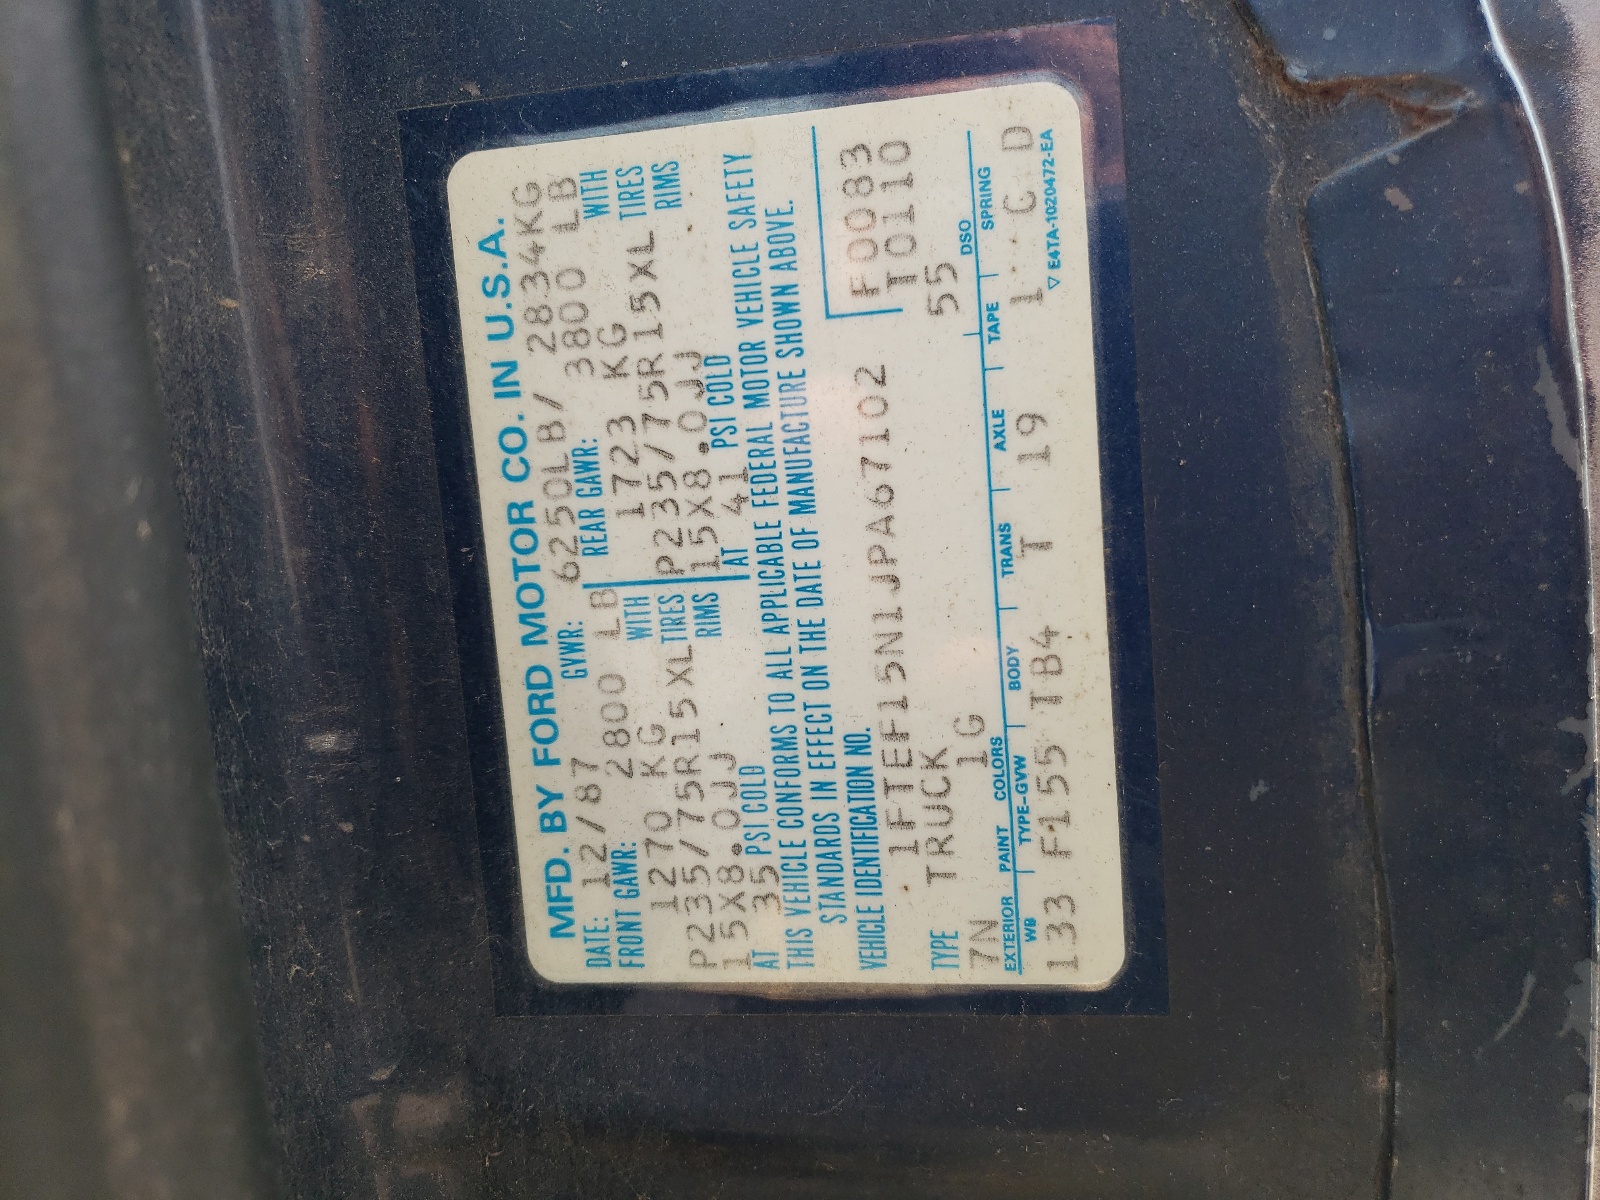 MFD. BY FORD MOTOR CO. IN U.S.A.
DATE: 12/87 GVWR: 6250LB/ 2834KG
FRONT GAWR: 2800 LB REAR GAWR: 3800 LB
1270 KG WITH 1723 KG WITH
P235/75R15XL TIRES P235/75R15XL TIRES
15X8.0JJ RIMS 15X8.0JJ RIMS
AT 35 PSI COLD AT 41 PSI COLD
THIS VEHICLE CONFORMS TO ALL APPLICABLE FEDERAL MOTOR VEHICLE SAFETY
STANDARDS IN EFFECT ON THE DATE OF MANUFACTURE SHOWN ABOVE.
VEHICLE IDENTIFICATION NO.
1FTEF15N1JPA67102 F0083
TYPE TRUCK T0110
7N 1G 55
EXTERIOR PAINT COLORS DSO
WB TYPE-GVW BODY TRANS AXLE TAPE SPRING
133 F155 TB4 T 19 1 C D
▽ E4TA-1020472-EA